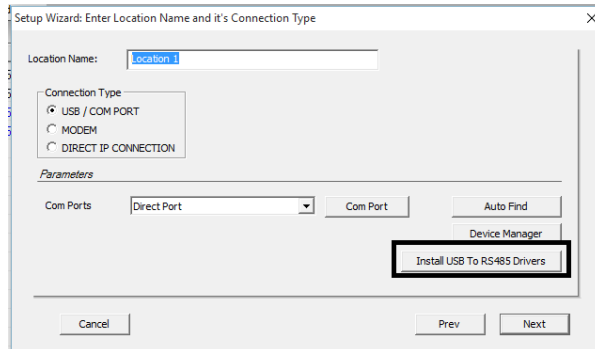 Setup Wizard: Enter Location Name and it's Connection Type
Location Name: Location 1
Connection Type
USB / COM PORT
MODEM
DIRECT IP CONNECTION
Parameters
Com Ports Direct Port Com Port Auto Find
Device Manager
Install USB To RS485 Drivers
Cancel Prev Next